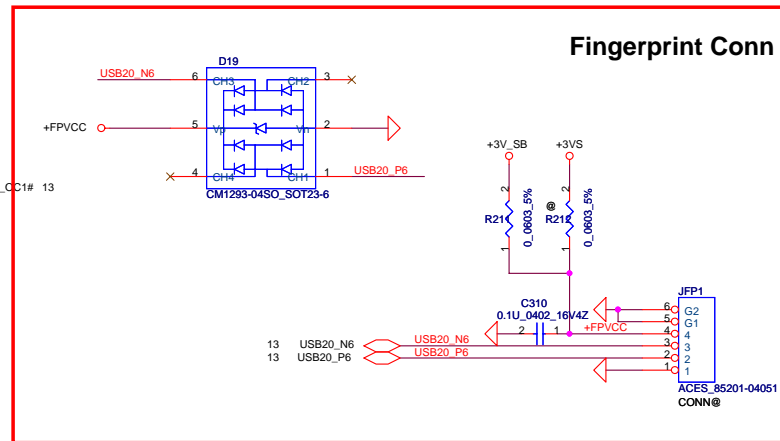 Fingerprint Conn
D19
USB20_N6 6 CH3 CH2 3
+FPVCC 5 Vp Vn 2
4 CH4 CH1 1 USB20_P6
CM1293-04SO_SOT23-6
_OC1# 13
+3V_SB +3VS
2 2
R211 0_0603_5% @ R212 0_0603_5%
1 1
JFP1
C310
0.1U_0402_16V4Z
2 1
+FPVCC
6 G2
5 G1
4 4
3 3
2 2
1 1
13 USB20_N6 USB20_N6
13 USB20_P6 USB20_P6
ACES_85201-04051
CONN@